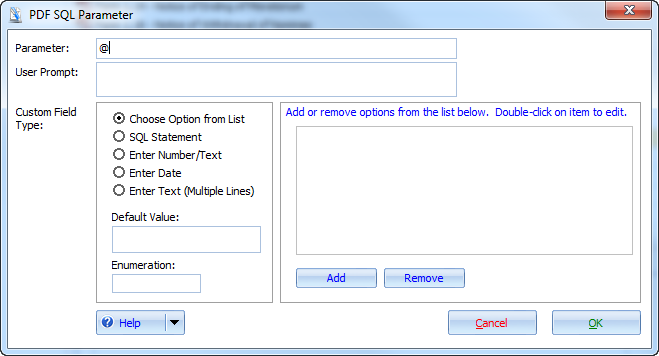 PDF SQL Parameter
Parameter:
@
User Prompt:
Custom Field Type:
Choose Option from List
SQL Statement
Enter Number/Text
Enter Date
Enter Text (Multiple Lines)
Default Value:
Enumeration:
Add or remove options from the list below. Double-click on item to edit.
Add
Remove
Help
Cancel
OK